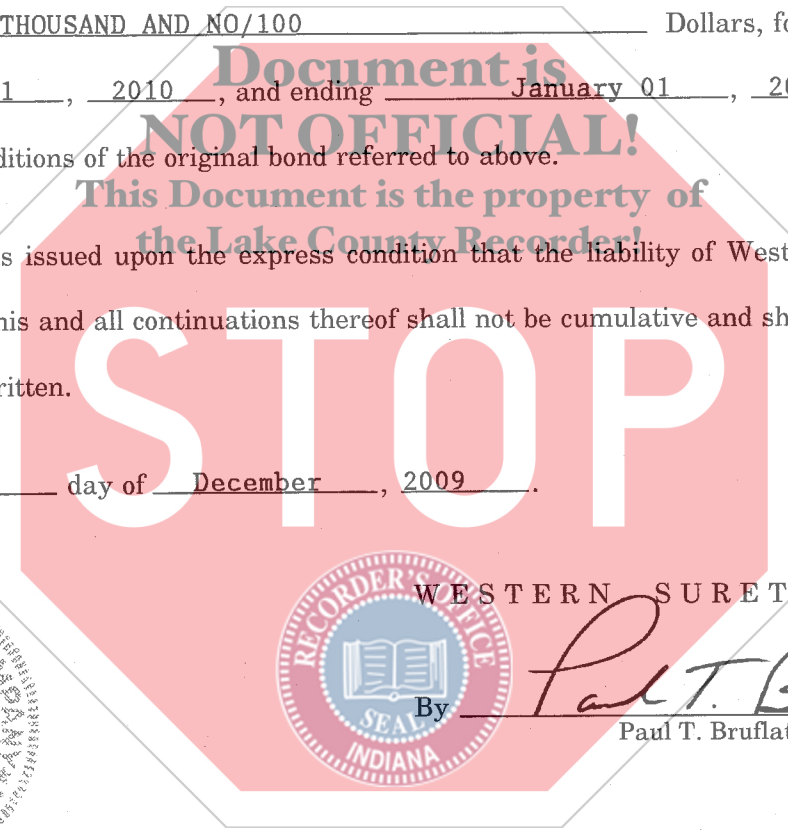 THOUSAND AND NO/100 Dollars, fo
1, 2010, and ending January 01, 20
ditions of the original bond referred to above.
s issued upon the express condition that the liability of West
his and all continuations thereof shall not be cumulative and sh
ritten.
day of December, 2009.
WESTERN SURET
By Paul T. B
Paul T. Bruflat
Document is
NOT OFFICIAL!
This Document is the property of
the Lake County Recorder!
STOP
RECORDER'S OFFICE
SEAL
INDIANA